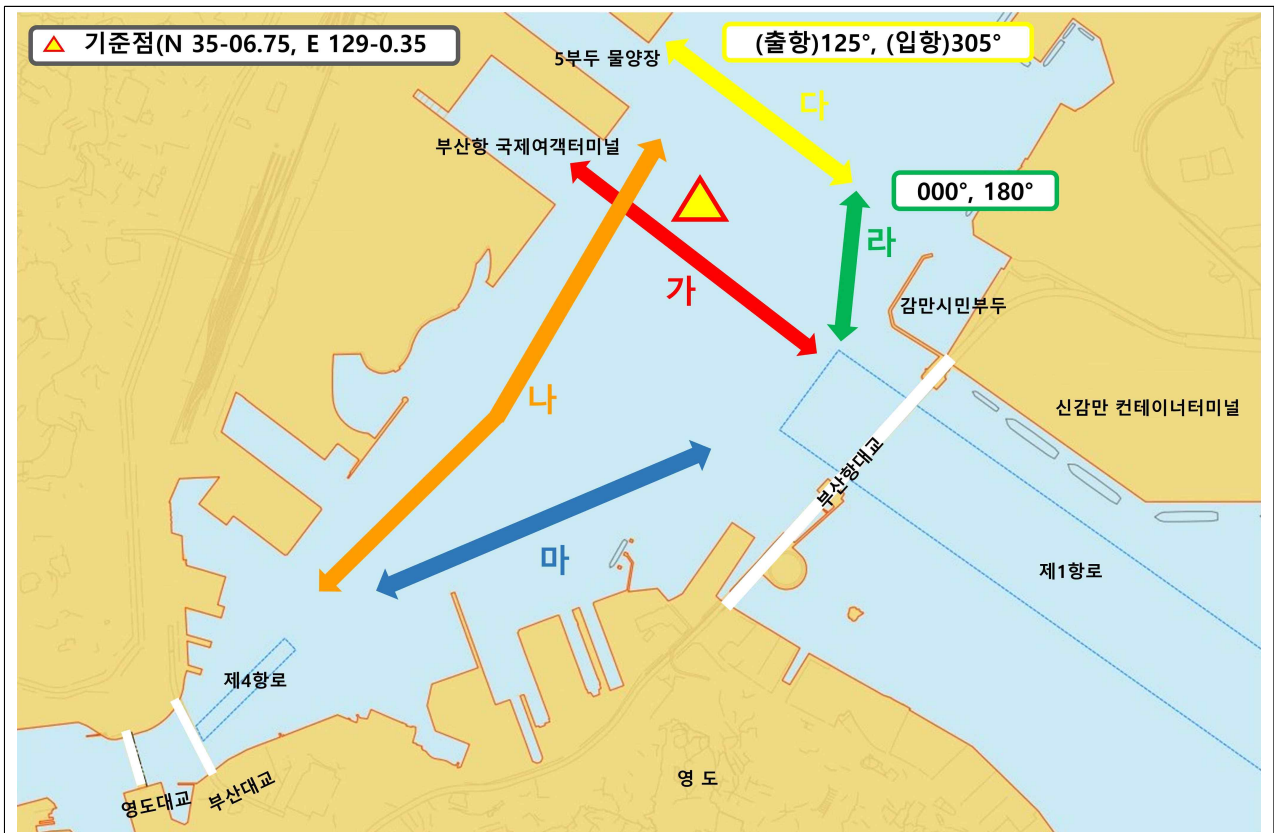 기준점(N 35-06.75, E 129-0.35
(출항)125°, (입항)305°
5부두 물양장
다
부산항 국제여객터미널
000°, 180°
라
가
감만시민부두
나
신감만 컨테이너터미널
부산항대교
마
제1항로
제4항로
영 도
영도대교
부산대교